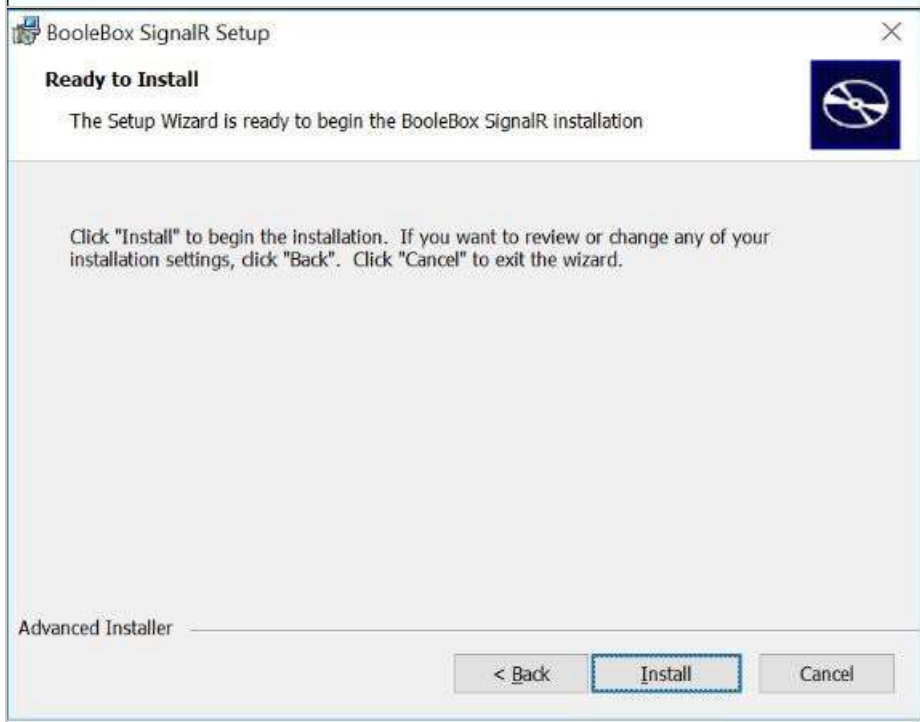 BooleBox SignalR Setup
Ready to Install
The Setup Wizard is ready to begin the BooleBox SignalR installation
Click "Install" to begin the installation. If you want to review or change any of your
installation settings, click "Back". Click "Cancel" to exit the wizard.
Advanced Installer
< Back
Install
Cancel